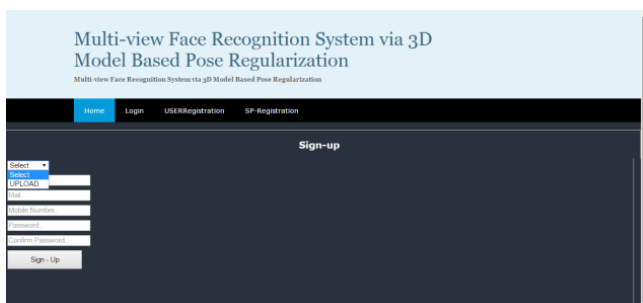 Multi-view Face Recognition System via 3D
Model Based Pose Regularization
Multi-view Face Recognition System via 3D Model Based Pose Regularization
Home Login USERRegistration SP-Registration
Sign-up
Select
Select
UPLOAD
Mail
Mobile Number
Password
Confirm Password
Sign - Up